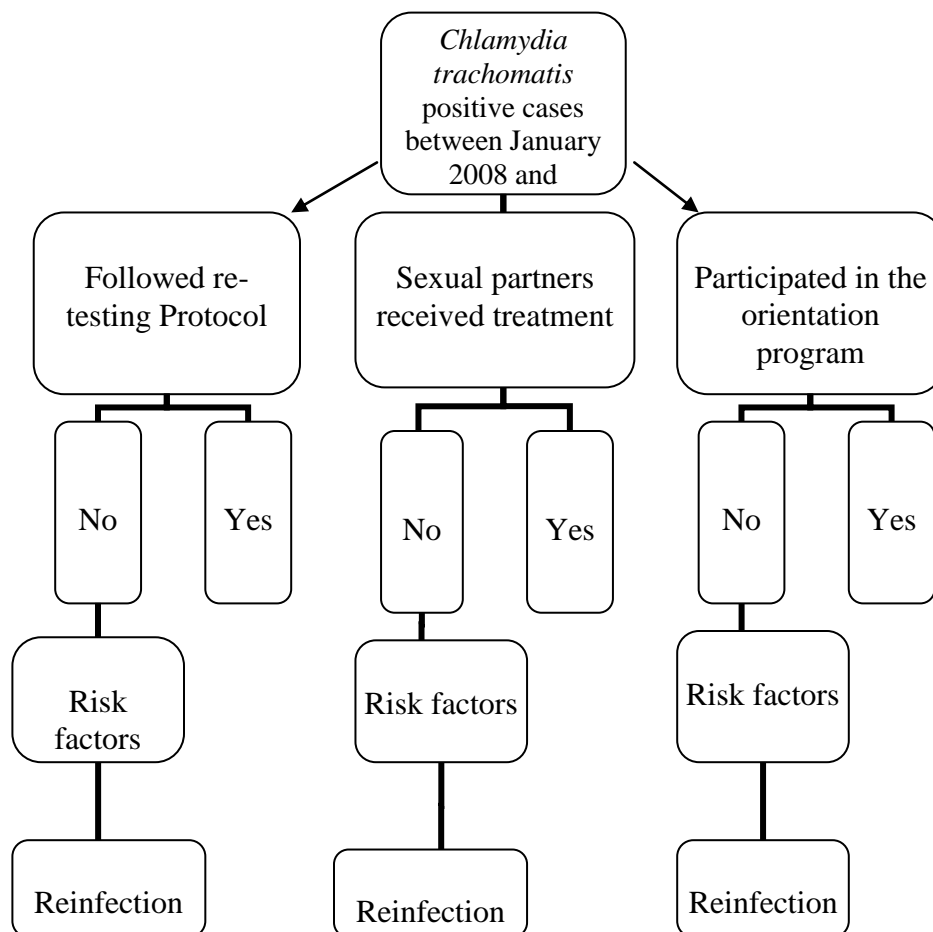 Chlamydia
trachomatis
positive cases
between January
2008 and
Followed re-
testing Protocol
Sexual partners
received treatment
Participated in the
orientation
program
No
Yes
No
Yes
No
Yes
Risk
factors
Risk factors
Risk factors
Reinfection
Reinfection
Reinfection